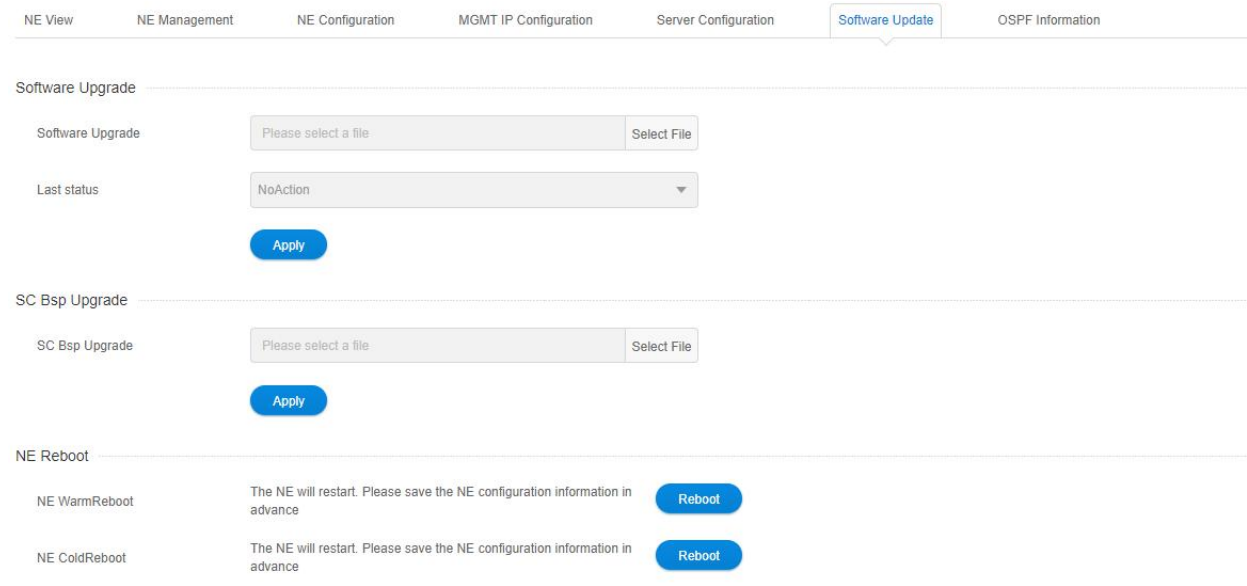 NE View NE Management NE Configuration MGMT IP Configuration Server Configuration Software Update OSPF Information
Software Upgrade
Software Upgrade Please select a file Select File
Last status NoAction
Apply
SC Bsp Upgrade
SC Bsp Upgrade Please select a file Select File
Apply
NE Reboot
NE WarmReboot The NE will restart. Please save the NE configuration information in
advance Reboot
NE ColdReboot The NE will restart. Please save the NE configuration information in
advance Reboot